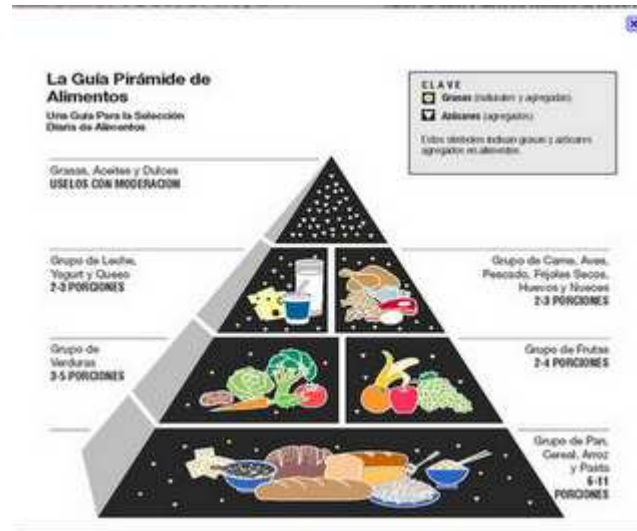 La Guía Pirámide de
Alimentos
Una Guía Para la Selección
Diaria de Alimentos
CLAVE
Grasas (naturales y agregadas)
Azúcares (agregados)
Estos símbolos indican grasas y azúcares
agregados en alimentos.
Grasas, Aceites y Dulces
USELOS CON MODERACION
Grupo de Leche,
Yogurt y Queso
2-3 PORCIONES
Grupo de Carne, Aves,
Pescado, Frijoles Secos,
Huevos y Nueces
2-3 PORCIONES
Grupo de
Verduras
3-5 PORCIONES
Grupo de Frutas
2-4 PORCIONES
Grupo de Pan,
Cereal, Arroz
y Pasta
6-11
PORCIONES